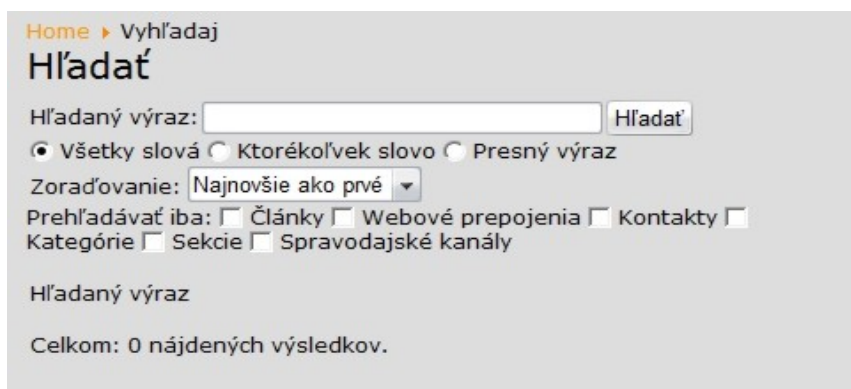 Home Vyhľadaj
Hľadať
Hľadaný výraz: Hľadať
Všetky slová Ktorékoľvek slovo Presný výraz
Zoraďovanie: Najnovšie ako prvé
Prehľadávať iba: Články Webové prepojenia Kontakty
Kategórie Sekcie Spravodajské kanály
Hľadaný výraz
Celkom: 0 nájdených výsledkov.